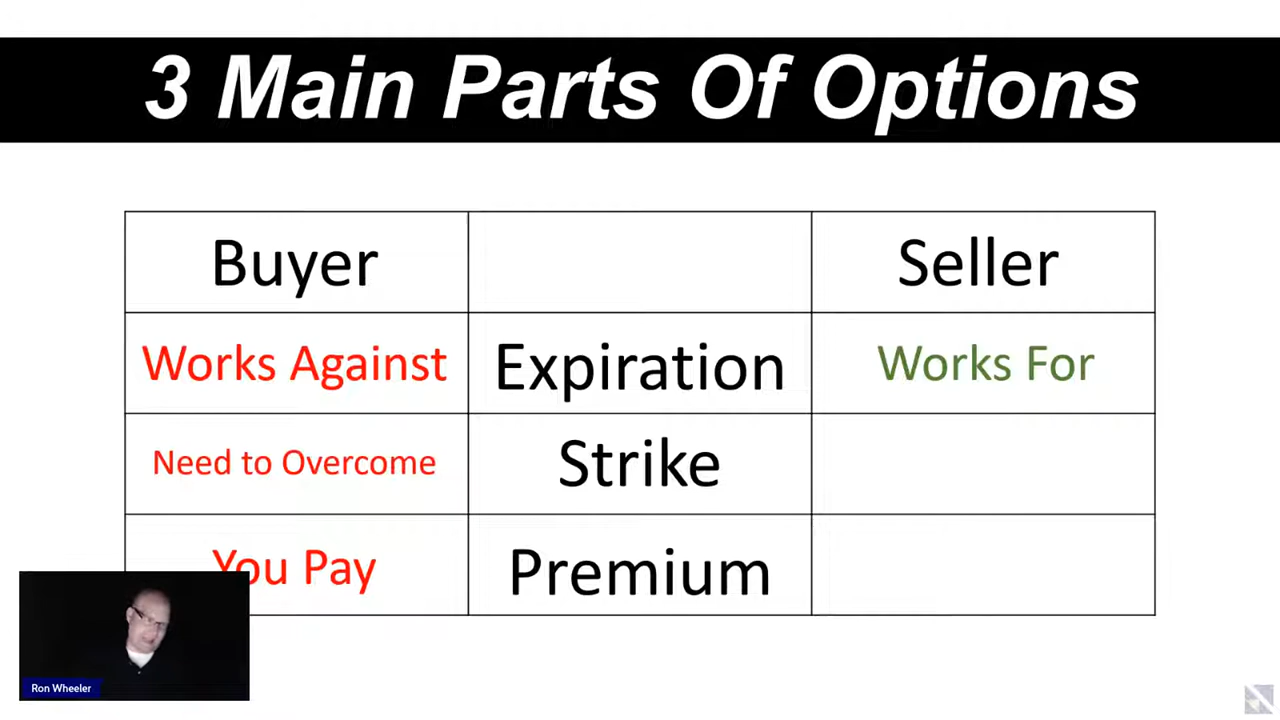 3 Main Parts Of Options
Buyer
Seller
Works Against
Expiration
Works For
Need to Overcome
Strike
You Pay
Premium
Ron Wheeler